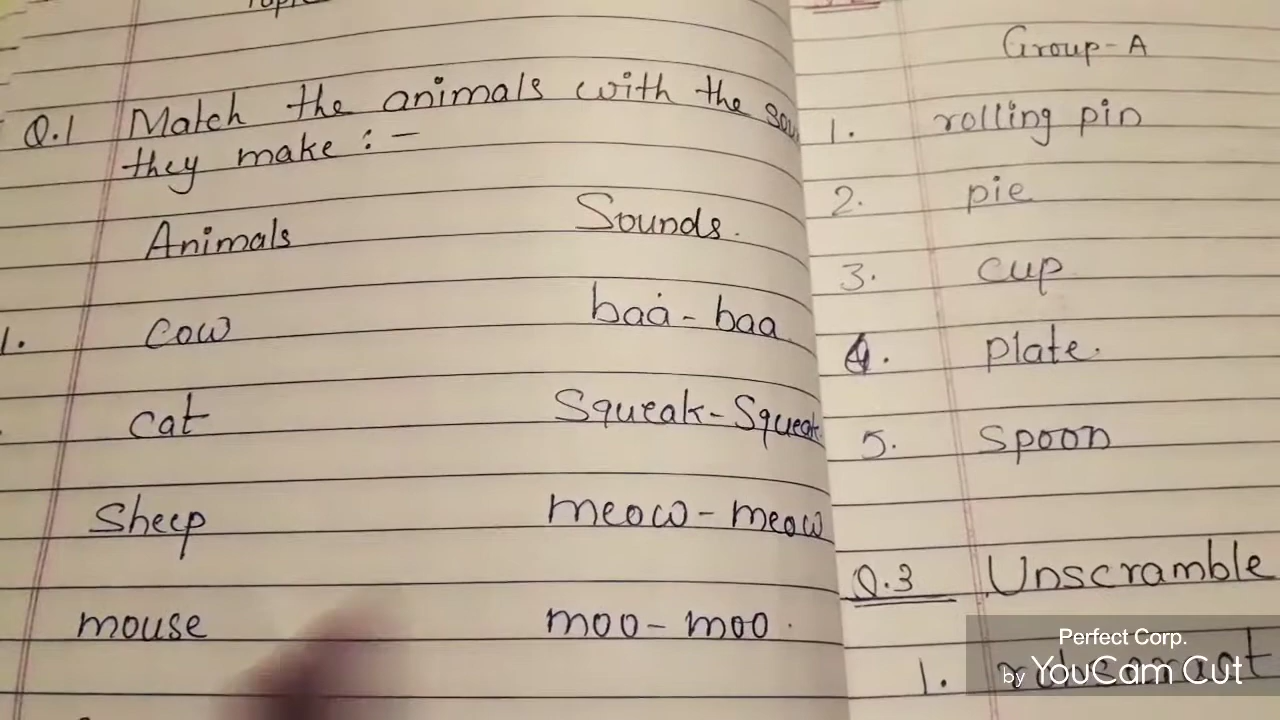 Q.1 Match the animals with the
they make : -
Animals Sounds.
1. cow baa - baa
cat Squeak - Squeak
Sheep meow - meow
mouse moo - moo.
Group - A
1. rolling pin
2. pie
3. cup
4. plate.
5. Spoon
Q.3 Unscramble
1.
Perfect Corp.
by YouCam Cut